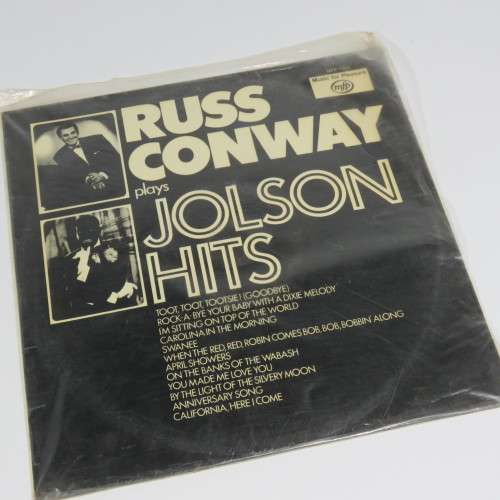 Music for Pleasure
mfp
RUSS
CONWAY
plays
JOLSON
HITS
TOOT, TOOT, TOOTSIE! (GOODBYE)
ROCK-A-BYE YOUR BABY WITH A DIXIE MELODY
I'M SITTING ON TOP OF THE WORLD
CAROLINA IN THE MORNING
SWANEE
WHEN THE RED, RED, ROBIN COMES BOB, BOB, BOBBIN ALONG
APRIL SHOWERS
ON THE BANKS OF THE WABASH
YOU MADE ME LOVE YOU
BY THE LIGHT OF THE SILVERY MOON
ANNIVERSARY SONG
CALIFORNIA, HERE I COME